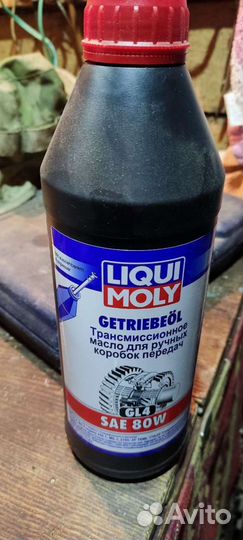 LIQUI
MOLY
GETRIEBEÖL
Трансмиссионное
масло для ручных
коробок передач
GL4
SAE 80W
Avito